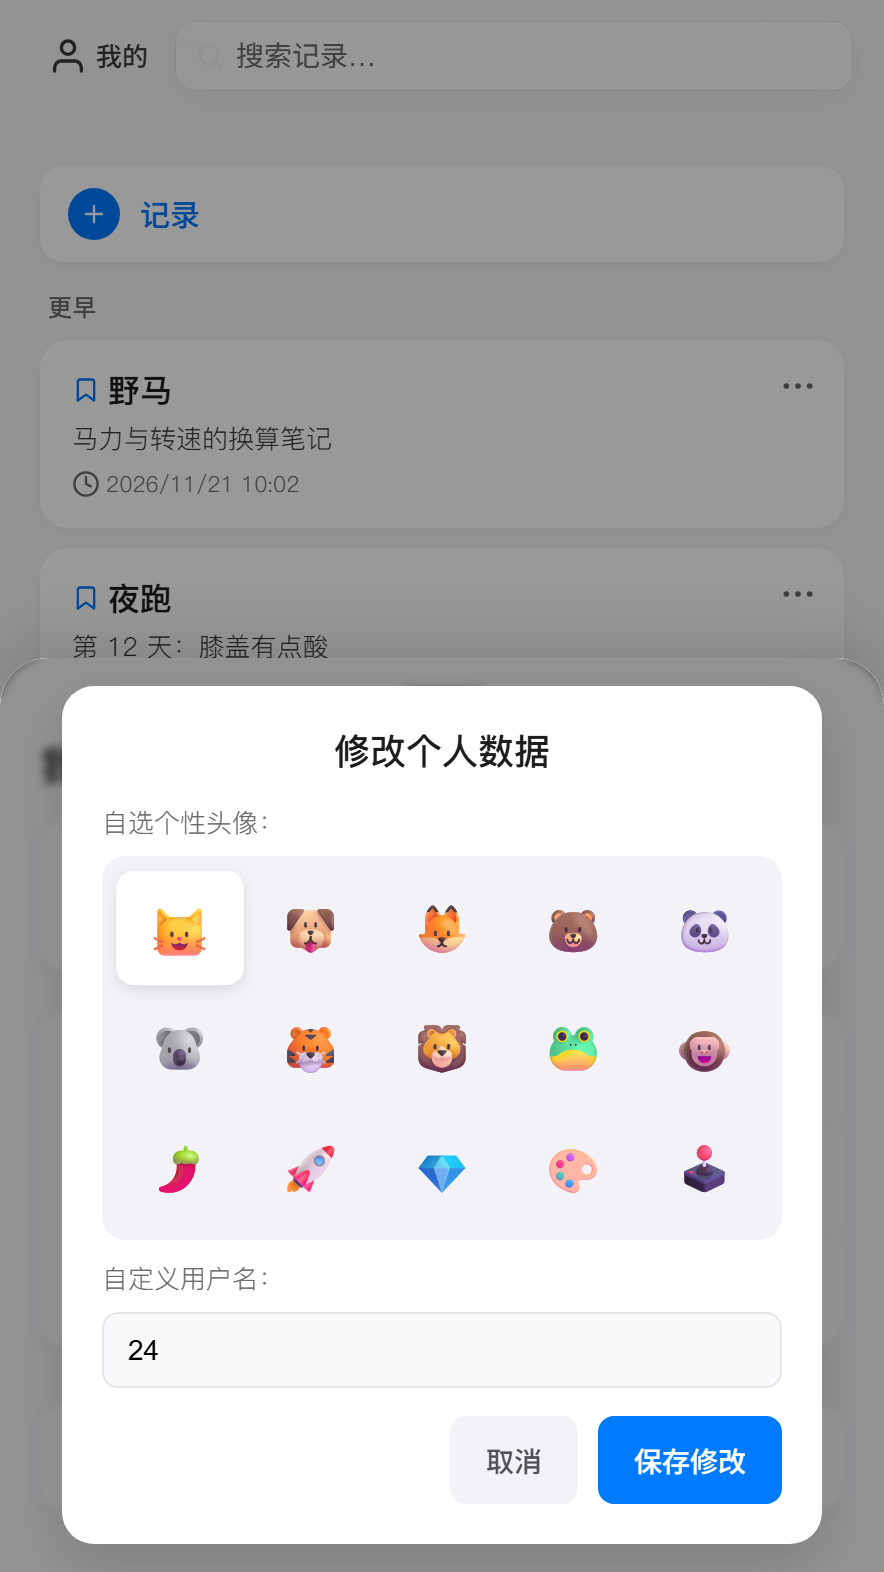 我的
搜索记录...
记录
更早
野马
马力与转速的换算笔记
2026/11/21 10:02
夜跑
第 12 天：膝盖有点酸
修改个人数据
自选个性头像：
自定义用户名：
24
取消
保存修改